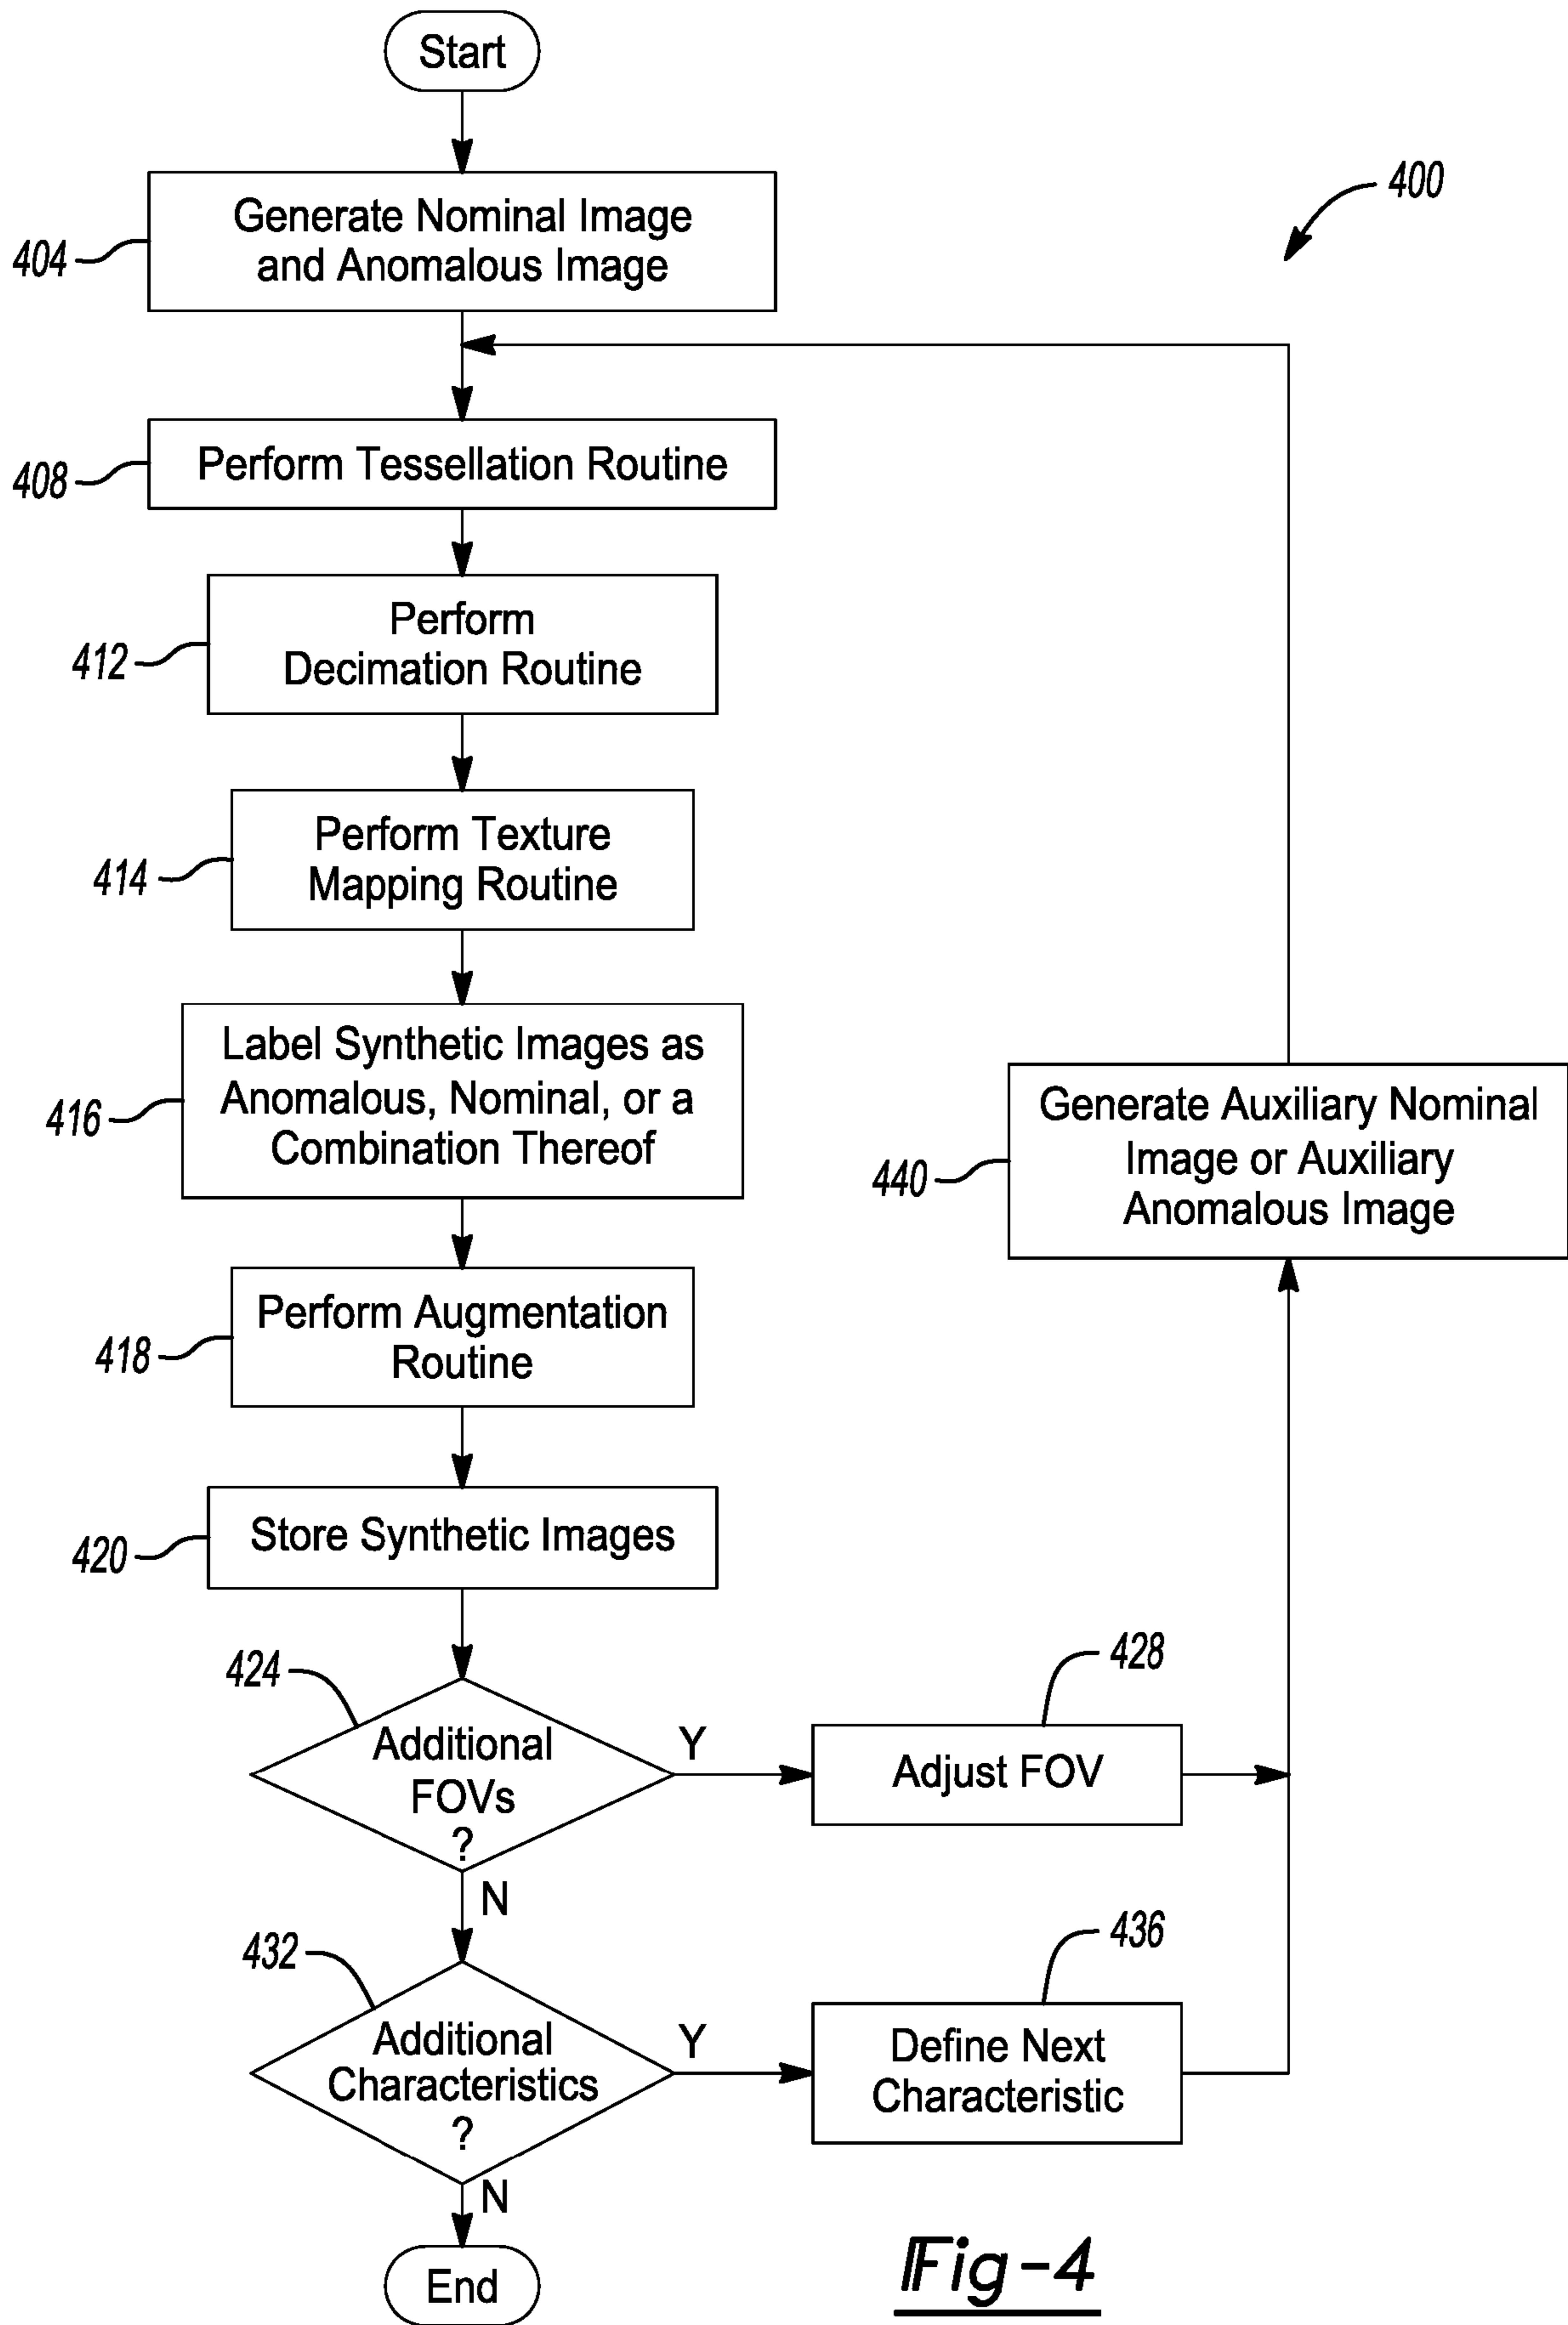 Start
400
404
Generate Nominal Image
and Anomalous Image
408
Perform Tessellation Routine
412
Perform
Decimation Routine
414
Perform Texture
Mapping Routine
416
Label Synthetic Images as
Anomalous, Nominal, or a
Combination Thereof
440
Generate Auxiliary Nominal
Image or Auxiliary
Anomalous Image
418
Perform Augmentation
Routine
420
Store Synthetic Images
424
Additional
FOVs
?
Y
N
428
Adjust FOV
432
Additional
Characteristics
?
Y
N
436
Define Next
Characteristic
End
Fig-4